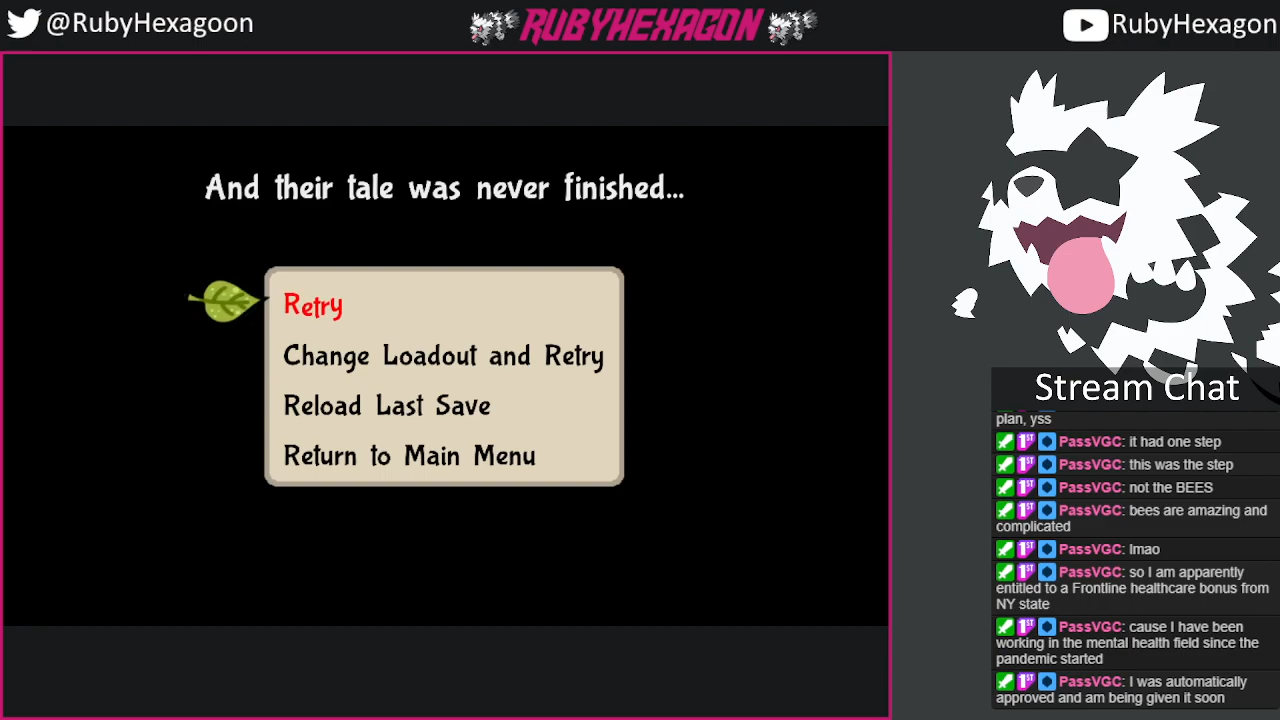 @RubyHexagoon
RUBYHEXAGON
RubyHexagon
And their tale was never finished...
Retry
Change Loadout and Retry
Reload Last Save
Return to Main Menu
Stream Chat
plan, yss
PassVGC: it had one step
PassVGC: this was the step
PassVGC: not the BEES
PassVGC: bees are amazing and
complicated
PassVGC: lmao
PassVGC: so I am apparently
entitled to a Frontline healthcare bonus from
NY state
PassVGC: cause I have been
working in the mental health field since the
pandemic started
PassVGC: I was automatically
approved and am being given it soon